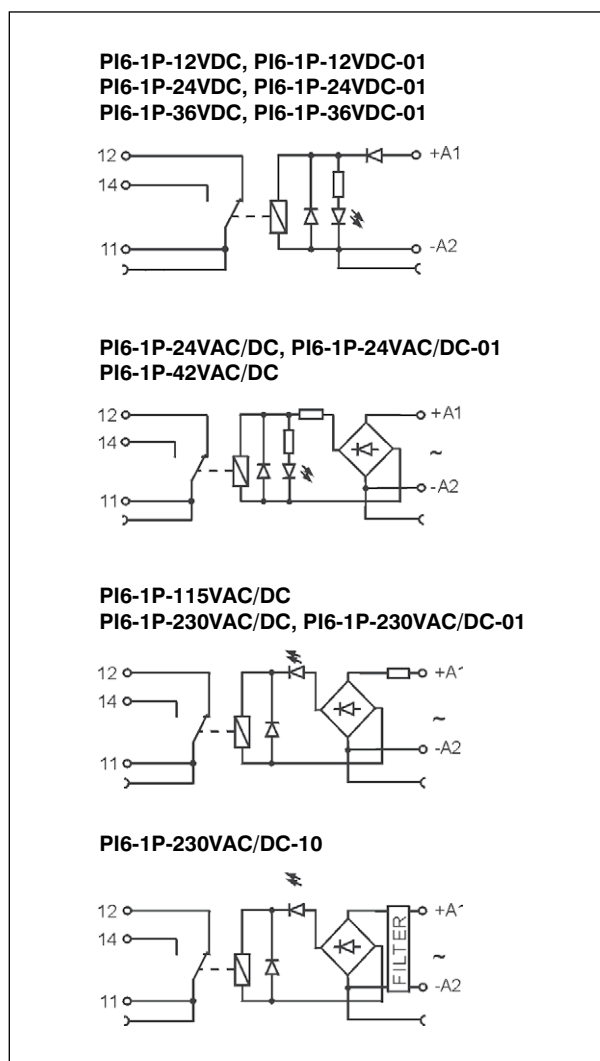 PI6-1P-12VDC, PI6-1P-12VDC-01
PI6-1P-24VDC, PI6-1P-24VDC-01
PI6-1P-36VDC, PI6-1P-36VDC-01
12
+A1
14
11
-A2
PI6-1P-24VAC/DC, PI6-1P-24VAC/DC-01
PI6-1P-42VAC/DC
12
+A1
14
~
11
-A2
PI6-1P-115VAC/DC
PI6-1P-230VAC/DC, PI6-1P-230VAC/DC-01
12
+A1
14
~
11
-A2
PI6-1P-230VAC/DC-10
12
+A1
14
FILTER
~
11
-A2